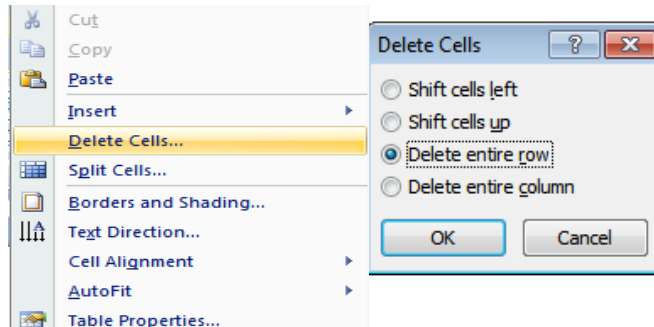 Cut
Copy
Paste
Insert
Delete Cells...
Split Cells...
Borders and Shading...
Text Direction...
Cell Alignment
AutoFit
Table Properties...
Delete Cells
Shift cells left
Shift cells up
Delete entire row
Delete entire column
OK
Cancel